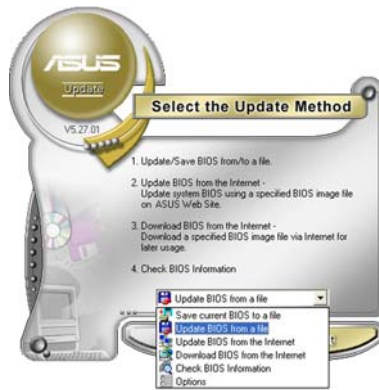 ASUS
Update
V5.27.01
Select the Update Method
1. Update/Save BIOS from/to a file.
2. Update BIOS from the Internet -
Update system BIOS using a specified BIOS image file
on ASUS Web Site.
3. Download BIOS from the Internet -
Download a specified BIOS image file via Internet for
later usage.
4. Check BIOS Information
Update BIOS from a file
Save current BIOS to a file
Update BIOS from a file
Update BIOS from the Internet
Download BIOS from the Internet
Check BIOS Information
Options